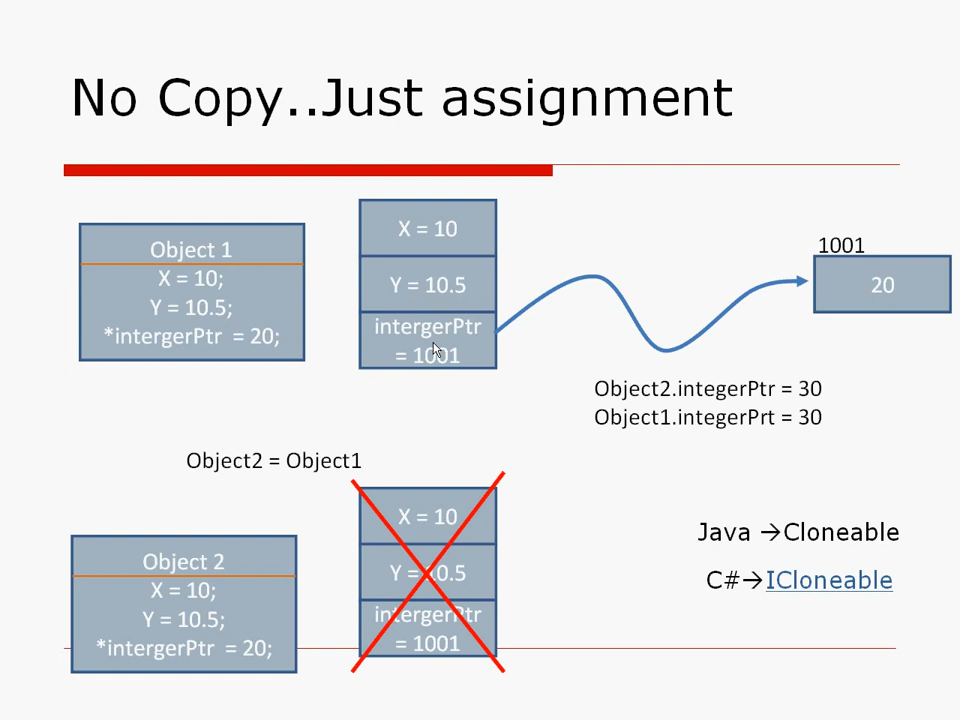 No Copy..Just assignment
Object 1
X = 10;
Y = 10.5;
*intergerPtr = 20;
X = 10
Y = 10.5
intergerPtr
= 1001
1001
20
Object2.integerPtr = 30
Object1.integerPrt = 30
Object2 = Object1
Object 2
X = 10;
Y = 10.5;
*intergerPtr = 20;
X = 10
Y = 10.5
intergerPtr
= 1001
Java →Cloneable
C#→ICloneable